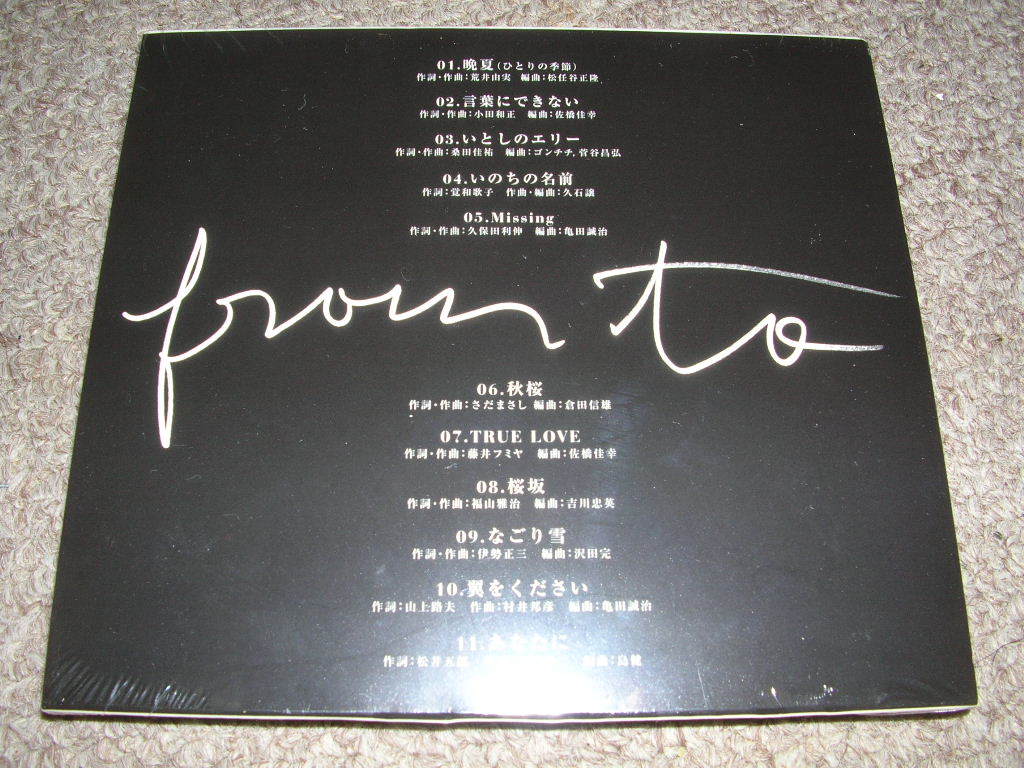 01.晩夏(ひとりの季節)
作詞・作曲:荒井由実 編曲:松任谷正隆
02.言葉にできない
作詞・作曲:小田和正 編曲:佐橋佳幸
03.いとしのエリー
作詞・作曲:桑田佳祐 編曲:ゴンチチ,菅谷昌弘
04.いのちの名前
作詞:覚和歌子 作曲・編曲:久石譲
05.Missing
作詞・作曲:久保田利伸 編曲:亀田誠治
from to
06.秋桜
作詞・作曲:さだまさし 編曲:倉田信雄
07.TRUE LOVE
作詞・作曲:藤井フミヤ 編曲:佐橋佳幸
08.桜坂
作詞・作曲:福山雅治 編曲:吉川忠英
09.なごり雪
作詞・作曲:伊勢正三 編曲:沢田完
10.翼をください
作詞:山上路夫 作曲:村井邦彦 編曲:亀田誠治
11.あなたに
作詞:松井五郎 編曲:島健